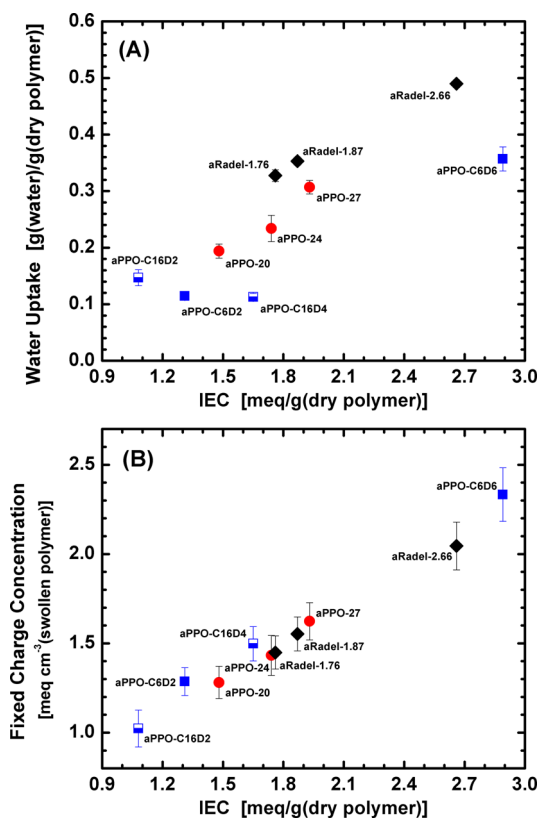 0.6
(A)
0.5
aRadel-2.66
0.4
aRadel-1.87
aRadel-1.76
aPPO-C6D6
0.3
aPPO-27
aPPO-24
0.2
aPPO-C16D2
aPPO-20
0.1
aPPO-C6D2
aPPO-C16D4
0.0
0.9 1.2 1.5 1.8 2.1 2.4 2.7 3.0
IEC [meq/g(dry polymer)]
Water Uptake [g(water)/g(dry polymer)]
(B)
2.5
aPPO-C6D6
2.0
aRadel-2.66
aPPO-27
aPPO-C16D4
1.5
aRadel-1.87
aPPO-24
aRadel-1.76
aPPO-C6D2
aPPO-20
1.0
aPPO-C16D2
0.9 1.2 1.5 1.8 2.1 2.4 2.7 3.0
IEC [meq/g(dry polymer)]
Fixed Charge Concentration
[meq cm⁻³(swollen polymer)]